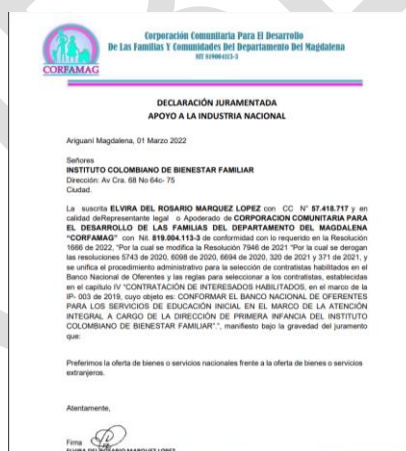 Corporación Comunitaria Para El Desarrollo
De Las Familias Y Comunidades Del Departamento Del Magdalena
NIT 819004113-3
CORFAMAG
DECLARACIÓN JURAMENTADA
APOYO A LA INDUSTRIA NACIONAL
Ariguaní Magdalena, 01 Marzo 2022
Señores
INSTITUTO COLOMBIANO DE BIENESTAR FAMILIAR
Dirección: Av Cra. 68 No 64c- 75
Ciudad.
La suscrita ELVIRA DEL ROSARIO MARQUEZ LOPEZ con CC N° 57.418.717 y en
calidad deRepresentante legal o Apoderado de CORPORACION COMUNITARIA PARA
EL DESARROLLO DE LAS FAMILIAS DEL DEPARTAMENTO DEL MAGDALENA
"CORFAMAG" con Nit. 819.004.113-3 de conformidad con lo requerido en la Resolución
1666 de 2022, "Por la cual se modifica la Resolución 7946 de 2021 "Por la cual se derogan
las resoluciones 5743 de 2020, 6098 de 2020, 6694 de 2020, 320 de 2021 y 371 de 2021, y
se unifica el procedimiento administrativo para la selección de contratistas habilitados en el
Banco Nacional de Oferentes y las reglas para seleccionar a los contratistas, establecidas
en el capítulo IV "CONTRATACIÓN DE INTERESADOS HABILITADOS, en el marco de la
IP- 003 de 2019, cuyo objeto es: CONFORMAR EL BANCO NACIONAL DE OFERENTES
PARA LOS SERVICIOS DE EDUCACIÓN INICIAL EN EL MARCO DE LA ATENCIÓN
INTEGRAL A CARGO DE LA DIRECCIÓN DE PRIMERA INFANCIA DEL INSTITUTO
COLOMBIANO DE BIENESTAR FAMILIAR".", manifiesto bajo la gravedad del juramento
que:
Preferimos la oferta de bienes o servicios nacionales frente a la oferta de bienes o servicios
extranjeros.
Atentamente,
Firma
ELVIRA DEL ROSARIO MARQUEZ LOPEZ